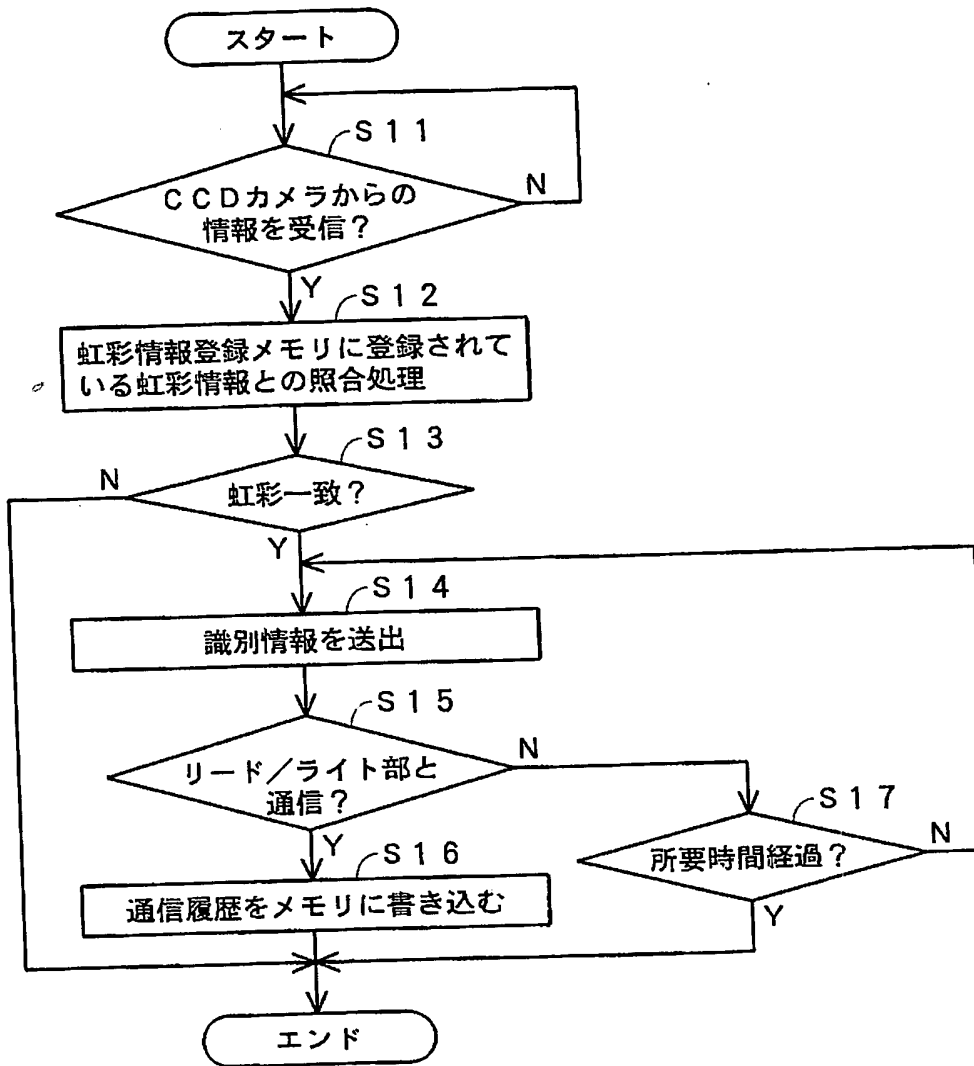 スタート
S11
CCDカメラからの
情報を受信？
N
Y
S12
虹彩情報登録メモリに登録されて
いる虹彩情報との照合処理
S13
N
虹彩一致？
Y
S14
識別情報を送出
S15
N
リード／ライト部と
通信？
S17
N
Y
所要時間経過？
S16
通信履歴をメモリに書き込む
Y
エンド